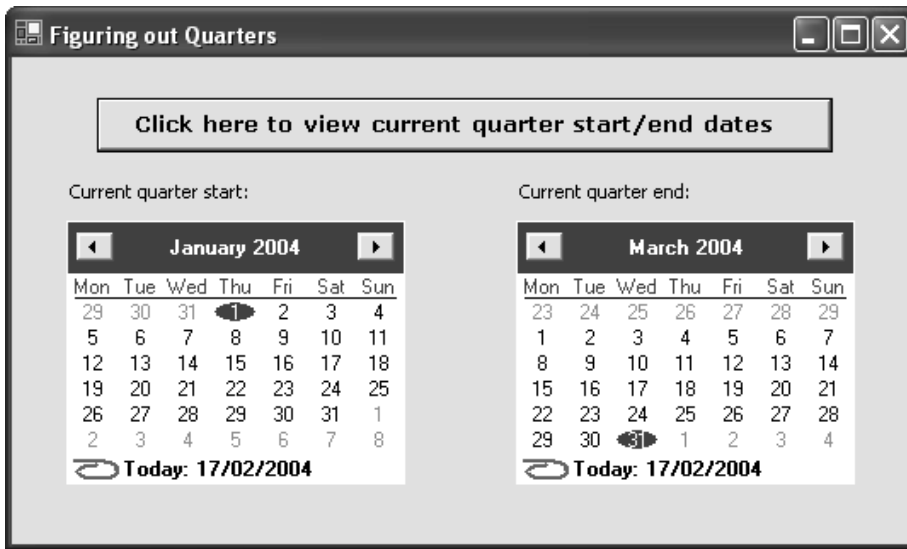 Figuring out Quarters
Click here to view current quarter start/end dates
Current quarter start:
January 2004
Mon Tue Wed Thu Fri Sat Sun
29 30 31 1 2 3 4
5 6 7 8 9 10 11
12 13 14 15 16 17 18
19 20 21 22 23 24 25
26 27 28 29 30 31 1
2 3 4 5 6 7 8
Today: 17/02/2004
Current quarter end:
March 2004
Mon Tue Wed Thu Fri Sat Sun
23 24 25 26 27 28 29
1 2 3 4 5 6 7
8 9 10 11 12 13 14
15 16 17 18 19 20 21
22 23 24 25 26 27 28
29 30 31 1 2 3 4
Today: 17/02/2004